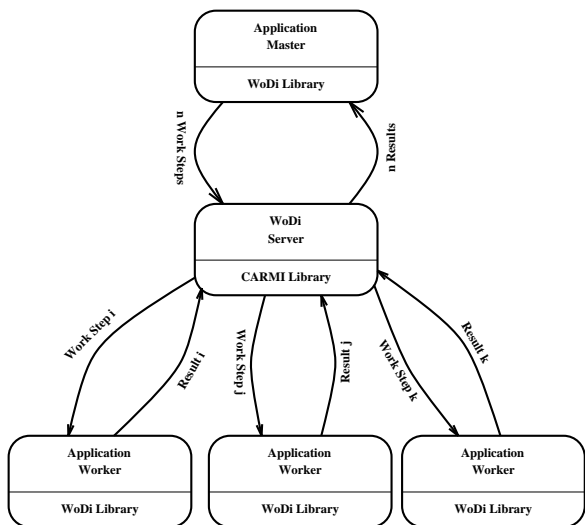 Application
Master
WoDi Library
n Work Steps
n Results
WoDi
Server
CARMI Library
Work Step i
Result i
Work Step j
Result j
Work Step k
Result k
Application
Worker
WoDi Library
Application
Worker
WoDi Library
Application
Worker
WoDi Library